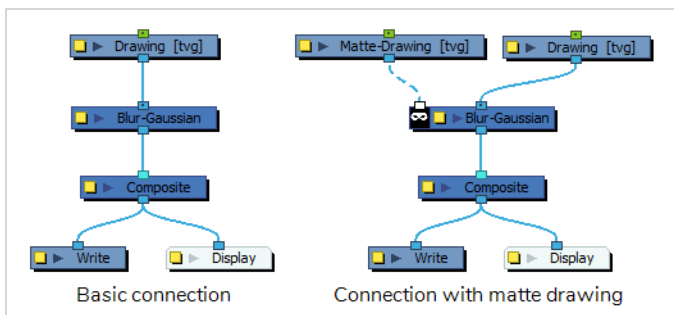 Drawing [tvg]
Blur-Gaussian
Composite
Write
Display
Basic connection
Matte-Drawing [tvg]
Drawing [tvg]
Blur-Gaussian
Composite
Write
Display
Connection with matte drawing